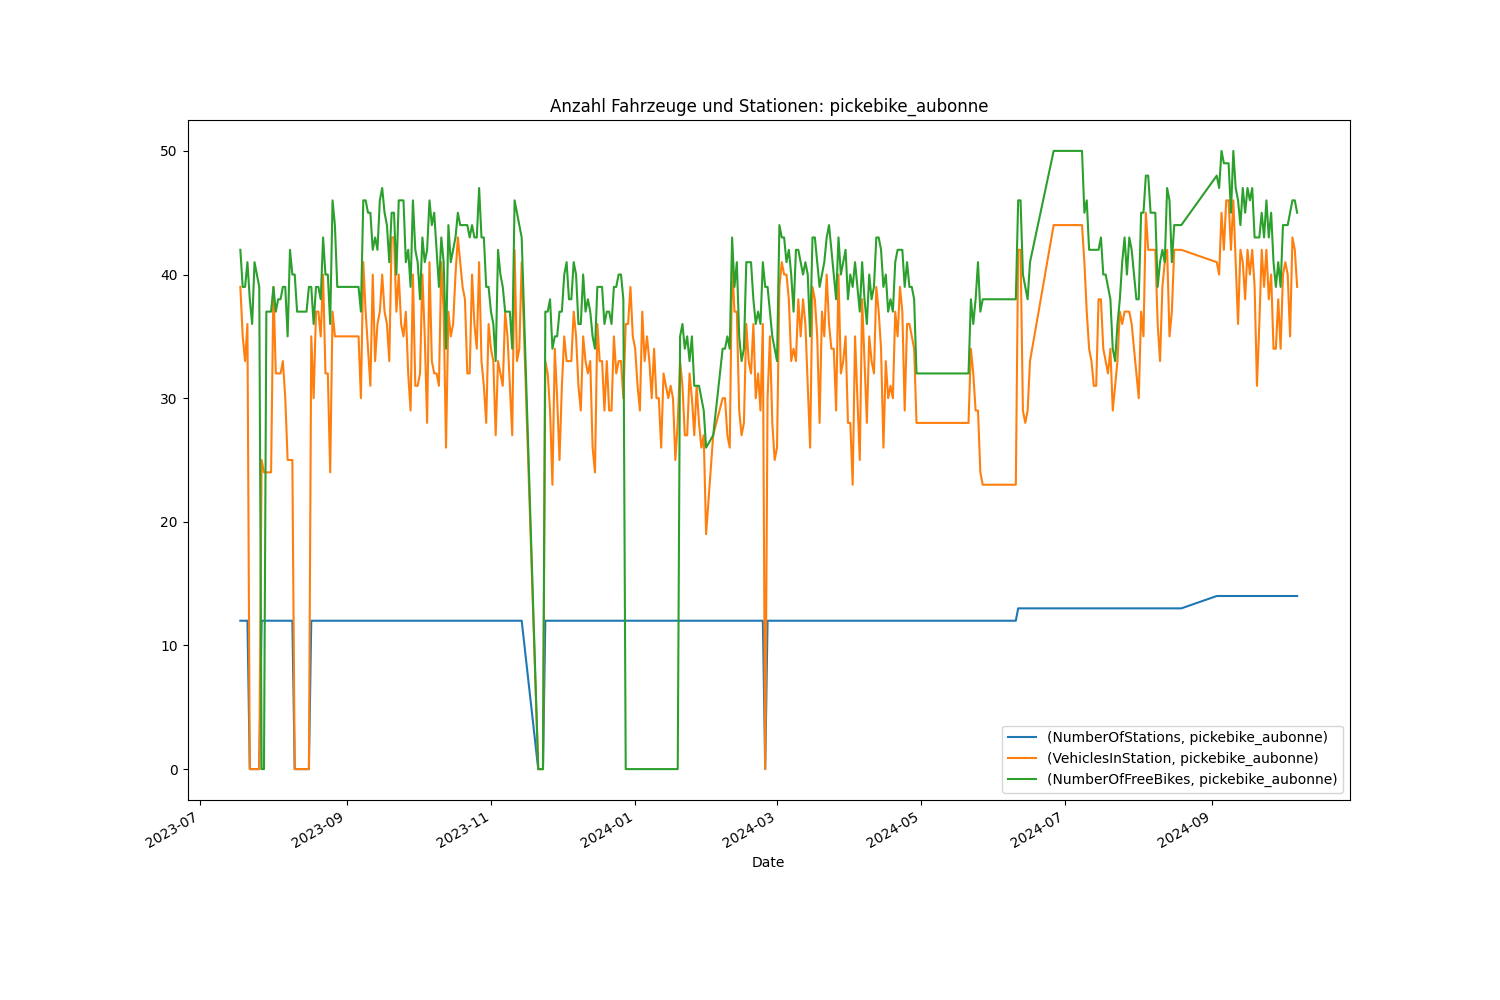 Anzahl Fahrzeuge und Stationen: pickebike_aubonne
50
40
30
20
10
0
(NumberOfStations, pickebike_aubonne)
(VehiclesInStation, pickebike_aubonne)
(NumberOfFreeBikes, pickebike_aubonne)
2023-07
2023-09
2023-11
2024-01
2024-03
2024-05
2024-07
2024-09
Date